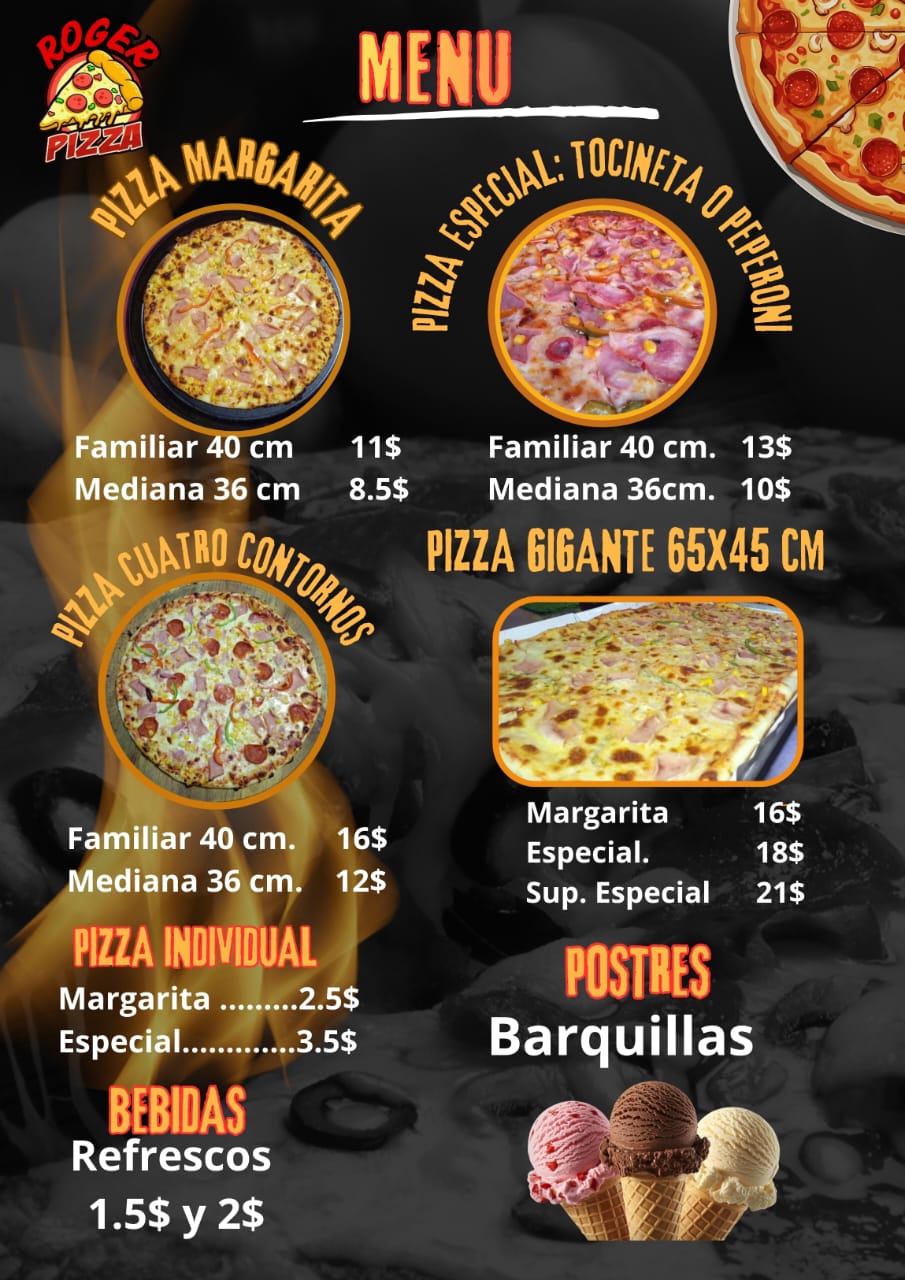 ROGER
PIZZA
MENU
PIZZA MARGARITA
Familiar 40 cm 11$
Mediana 36 cm 8.5$
PIZZA ESPECIAL: TOCINETA O PEPERONI
Familiar 40 cm. 13$
Mediana 36cm. 10$
PIZZA CUATRO CONTORNOS
Familiar 40 cm. 16$
Mediana 36 cm. 12$
PIZZA GIGANTE 65X45 CM
Margarita 16$
Especial. 18$
Sup. Especial 21$
PIZZA INDIVIDUAL
Margarita .........2.5$
Especial.............3.5$
POSTRES
Barquillas
BEBIDAS
Refrescos
1.5$ y 2$